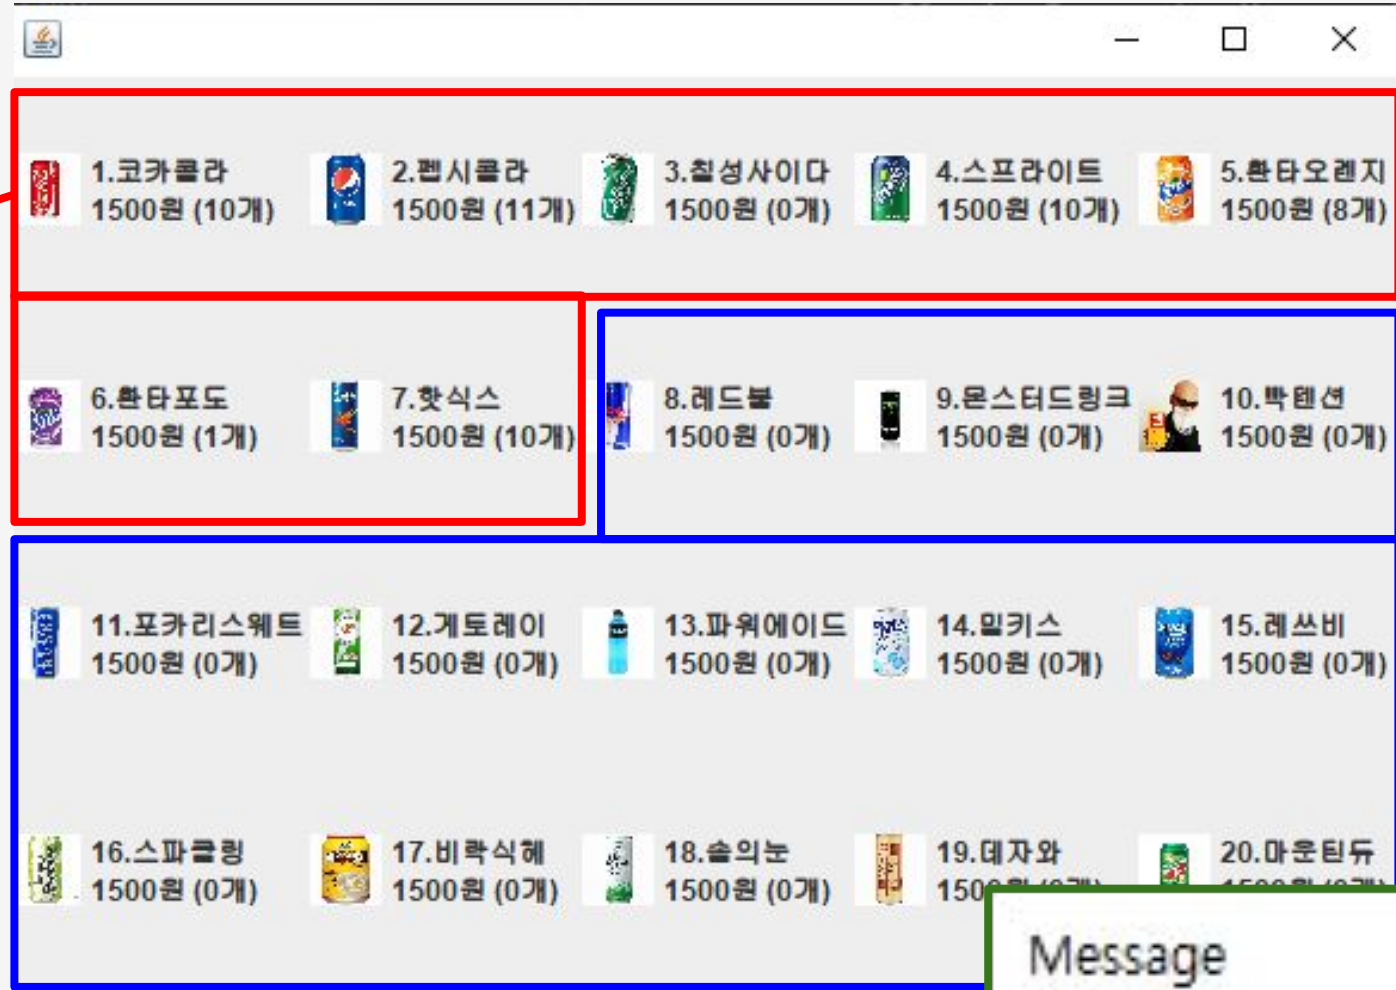 1.코카콜라
1500원 (10개)
2.펩시콜라
1500원 (11개)
3.칠성사이다
1500원 (0개)
4.스프라이트
1500원 (10개)
5.환타오렌지
1500원 (8개)
6.환타포도
1500원 (1개)
7.핫식스
1500원 (10개)
8.레드불
1500원 (0개)
9.몬스터드링크
1500원 (0개)
10.빡텐션
1500원 (0개)
11.포카리스웨트
1500원 (0개)
12.게토레이
1500원 (0개)
13.파워에이드
1500원 (0개)
14.밀키스
1500원 (0개)
15.레쓰비
1500원 (0개)
16.스파클링
1500원 (0개)
17.비락식혜
1500원 (0개)
18.솔의눈
1500원 (0개)
19.데자와
20.마운틴듀
Message